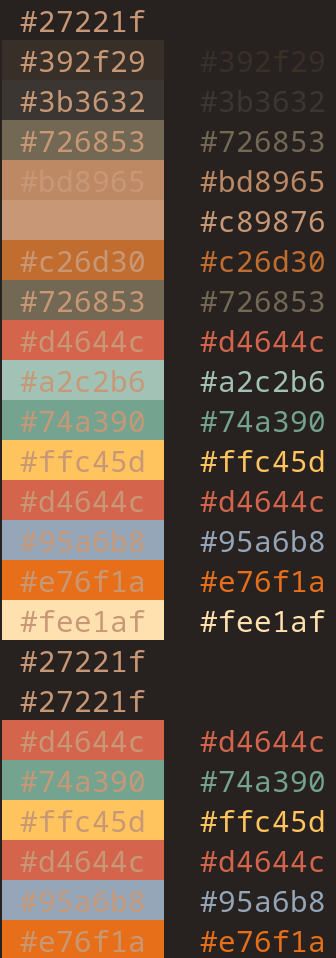 #27221f
#392f29 #392f29
#3b3632 #3b3632
#726853 #726853
#bd8965 #bd8965
#c89876
#c26d30 #c26d30
#726853 #726853
#d4644c #d4644c
#a2c2b6 #a2c2b6
#74a390 #74a390
#ffc45d #ffc45d
#d4644c #d4644c
#95a6b8 #95a6b8
#e76f1a #e76f1a
#fee1af #fee1af
#27221f
#27221f
#d4644c #d4644c
#74a390 #74a390
#ffc45d #ffc45d
#d4644c #d4644c
#95a6b8 #95a6b8
#e76f1a #e76f1a